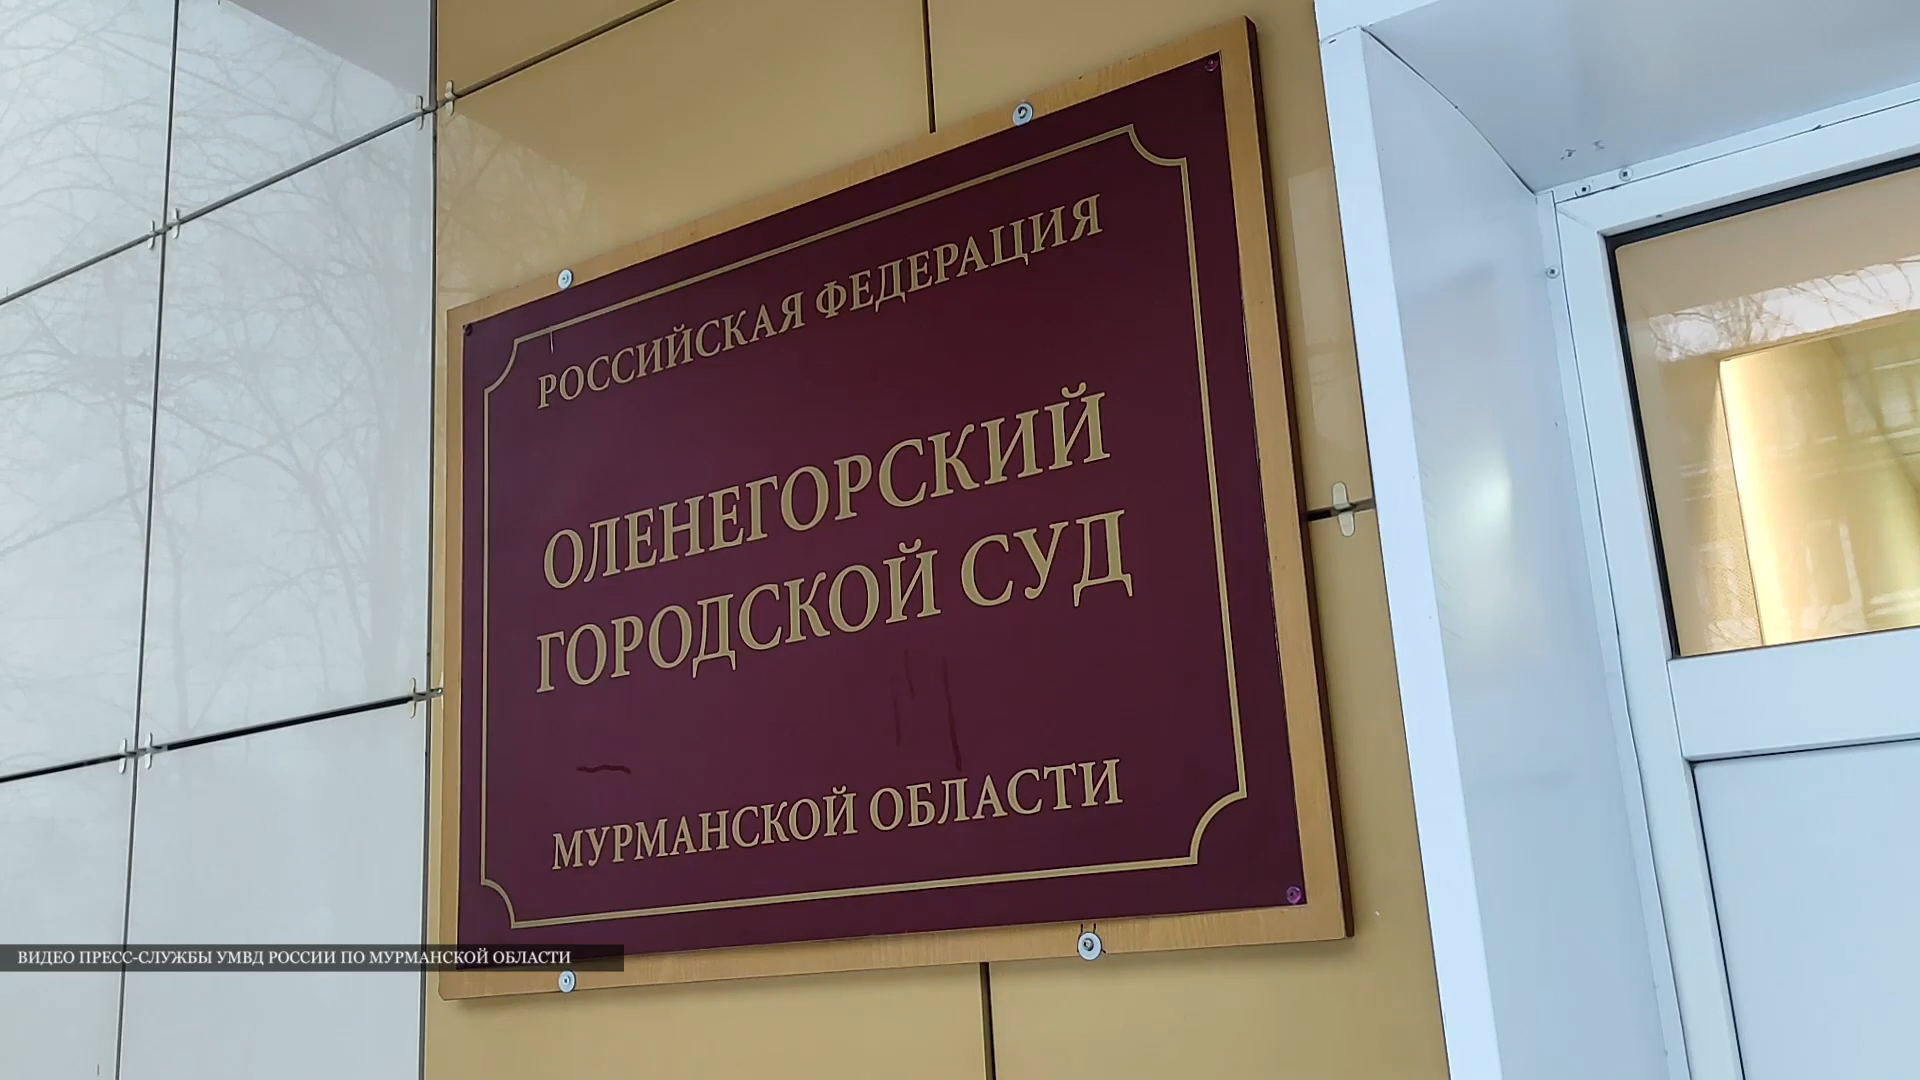 РОССИЙСКАЯ ФЕДЕРАЦИЯ
ОЛЕНЕГОРСКИЙ
ГОРОДСКОЙ СУД
МУРМАНСКОЙ ОБЛАСТИ
ВИДЕО ПРЕСС-СЛУЖБЫ УМВД РОССИИ ПО МУРМАНСКОЙ ОБЛАСТИ